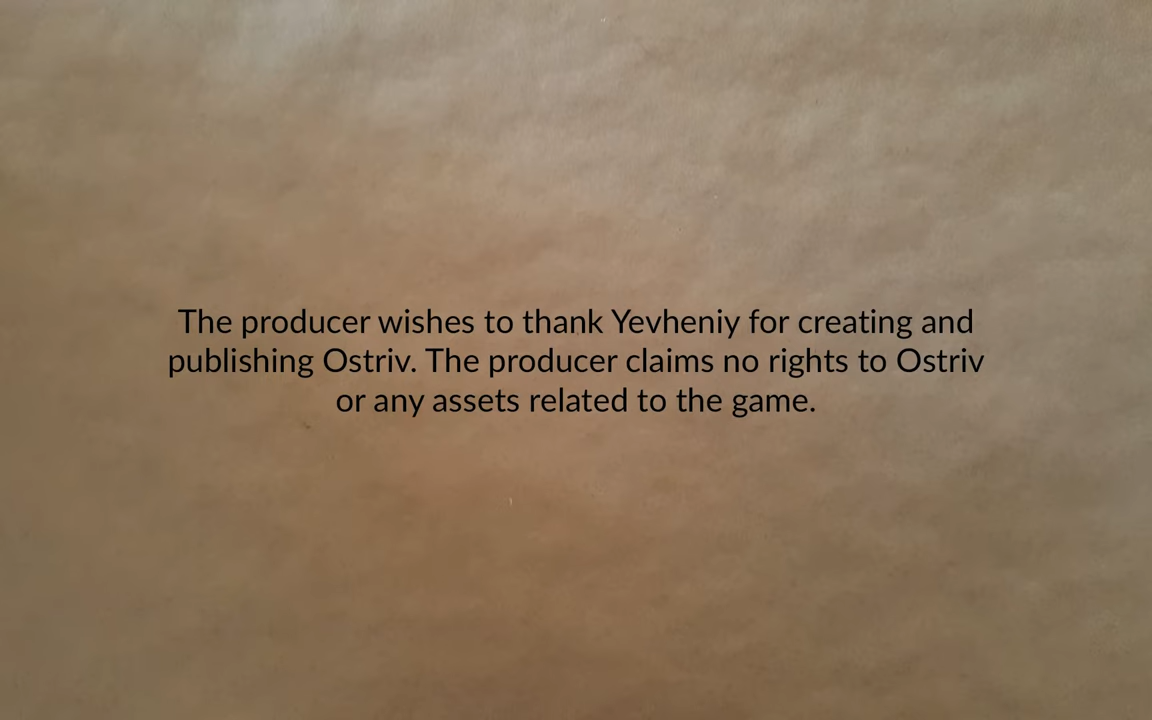 The producer wishes to thank Yevheniy for creating and
publishing Ostriv. The producer claims no rights to Ostriv
or any assets related to the game.